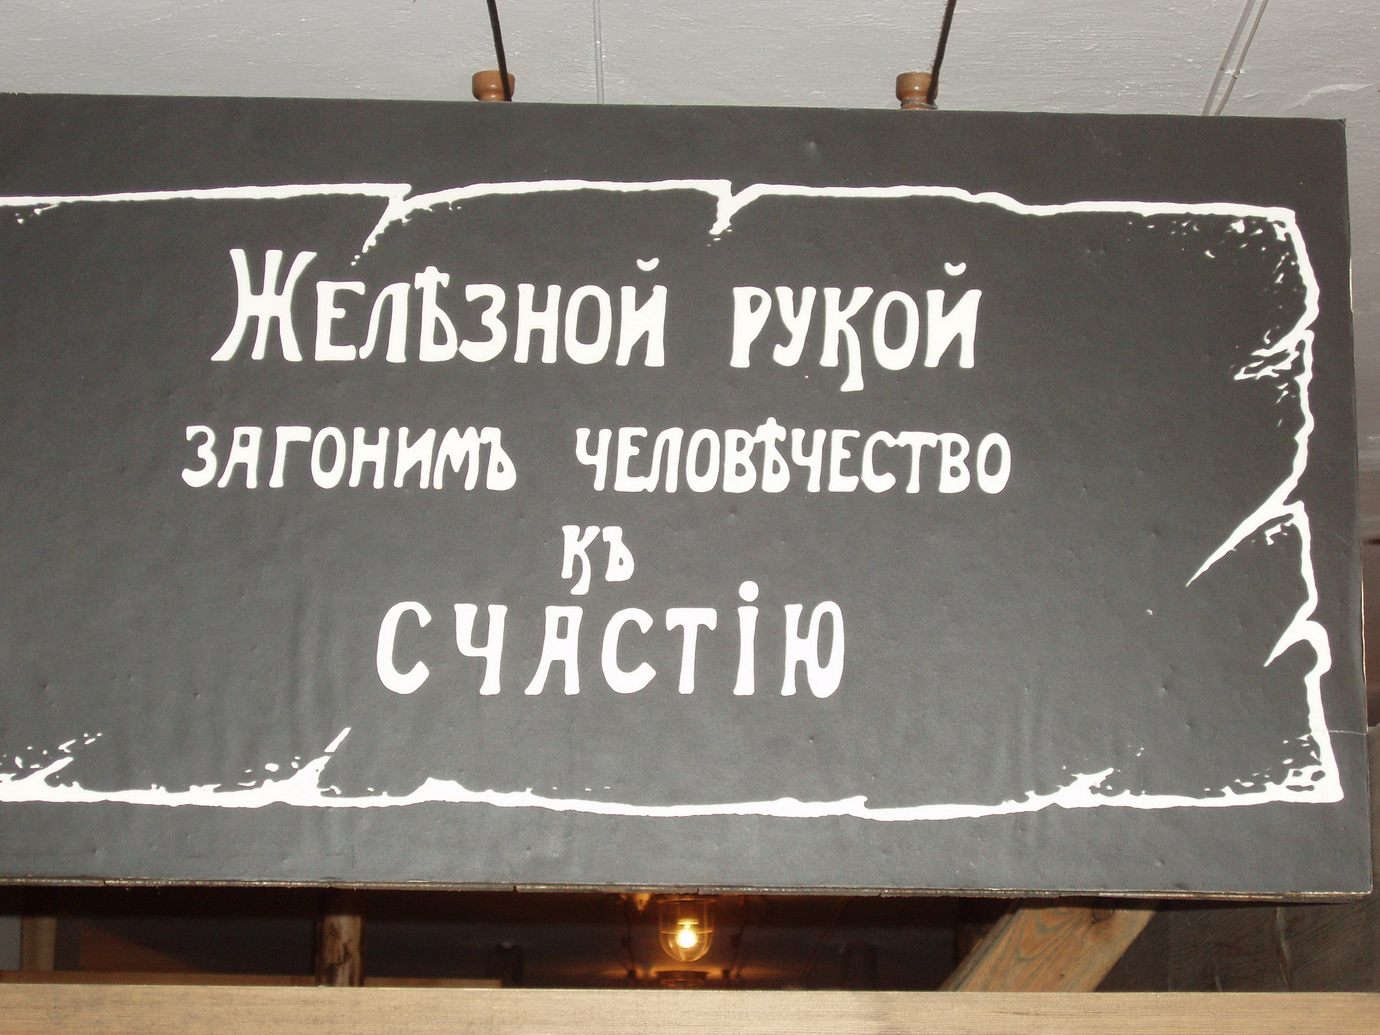 Желѣзной рукой
загонимъ человѣчество
къ
счастію